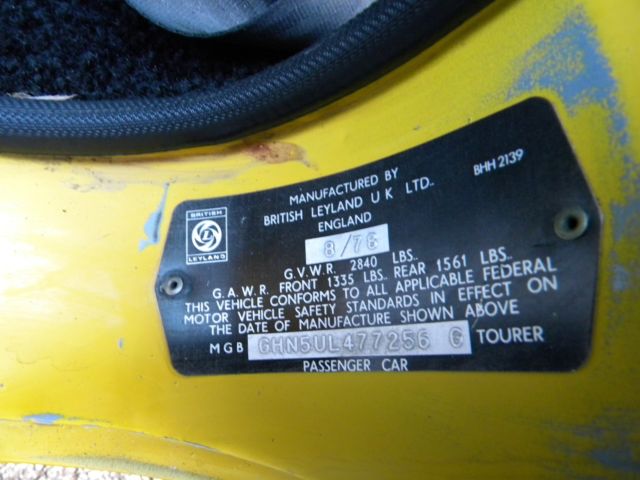 BHH 2139
MANUFACTURED BY
BRITISH LEYLAND U K LTD..
ENGLAND
BRITISH
L
LEYLAND
8/76
G.V.W.R. 2840 LBS..
G.A.W.R. FRONT 1335 LBS. REAR 1561 LBS..
THIS VEHICLE CONFORMS TO ALL APPLICABLE FEDERAL
MOTOR VEHICLE SAFETY STANDARDS IN EFFECT ON
THE DATE OF MANUFACTURE SHOWN ABOVE
MGB GHN5UL477256 G TOURER
PASSENGER CAR